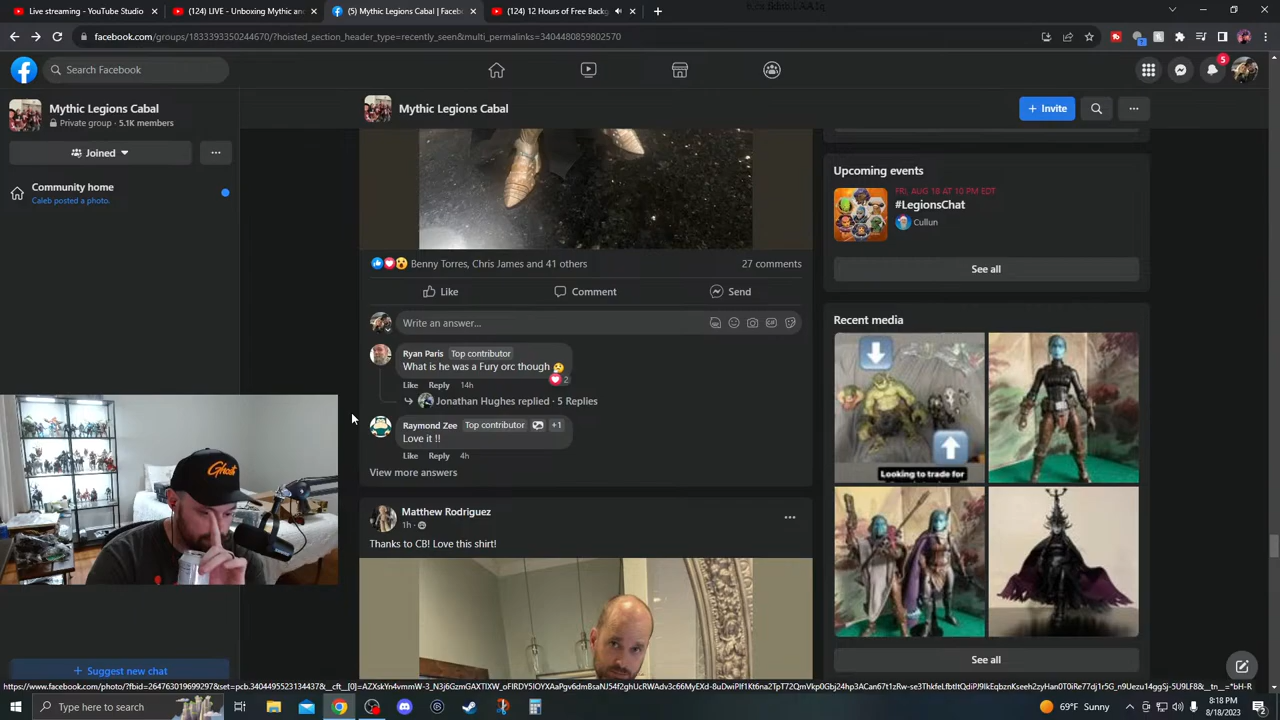 Live streaming - YouTube Studio
(124) LIVE - Unboxing Mythic and
(5) Mythic Legions Cabal | Faceb
(124) 12 Hours of Free Backg
facebook.com/groups/1833393350244670/?hoisted_section_header_type=recently_seen&multi_permalinks=3404480859802570
Search Facebook
5
Mythic Legions Cabal
Private group · 5.1K members
Joined
Community home
Caleb posted a photo.
Suggest new chat
Mythic Legions Cabal
+ Invite
Benny Torres, Chris James and 41 others
27 comments
Like
Comment
Send
Write an answer...
GIF
Ryan Paris Top contributor
What is he was a Fury orc though
2
Like Reply 14h
Jonathan Hughes replied · 5 Replies
Raymond Zee Top contributor +1
Love it !!
Like Reply 4h
View more answers
Matthew Rodriguez
1h
Thanks to CB! Love this shirt!
Upcoming events
FRI, AUG 18 AT 10 PM EDT
#LegionsChat
Cullun
See all
Recent media
Looking to trade for
See all
Ghost
Type here to search
69°F Sunny
8:18 PM
8/18/2023
2